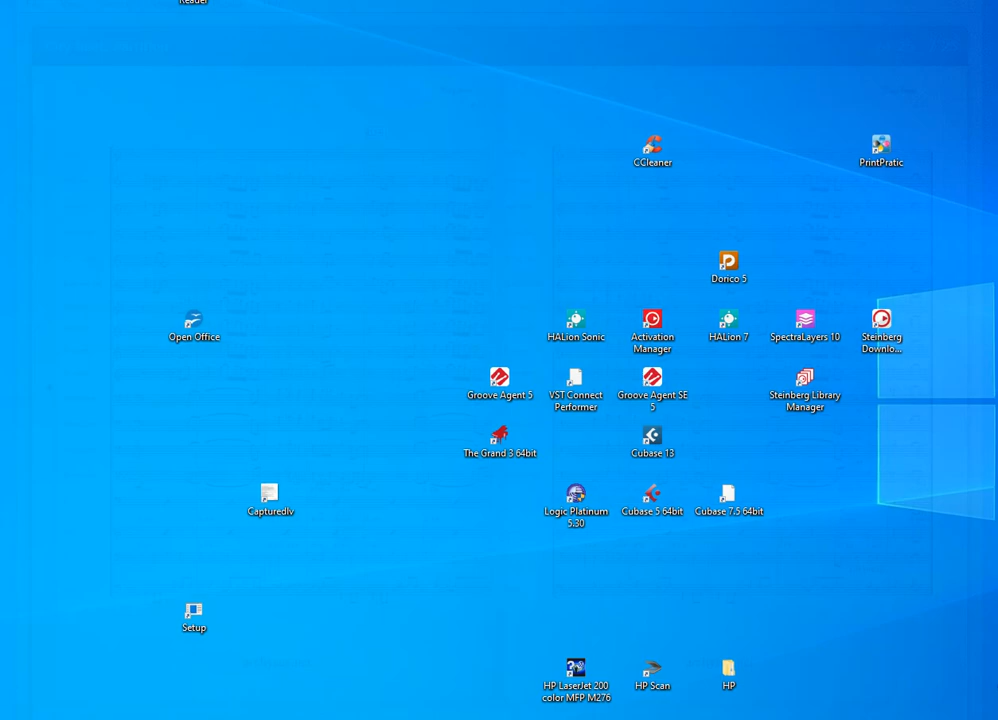 Reader
CCleaner
PrintPratic
Dorico 5
Open Office
HALion Sonic
Activation
Manager
HALion 7
SpectraLayers 10
Steinberg
Downlo...
Groove Agent 5
VST Connect
Performer
Groove Agent SE
5
Steinberg Library
Manager
The Grand 3 64bit
Cubase 13
Capturedlv
Logic Platinum
5.30
Cubase 5 64bit
Cubase 7.5 64bit
Setup
HP LaserJet 200
color MFP M276
HP Scan
HP